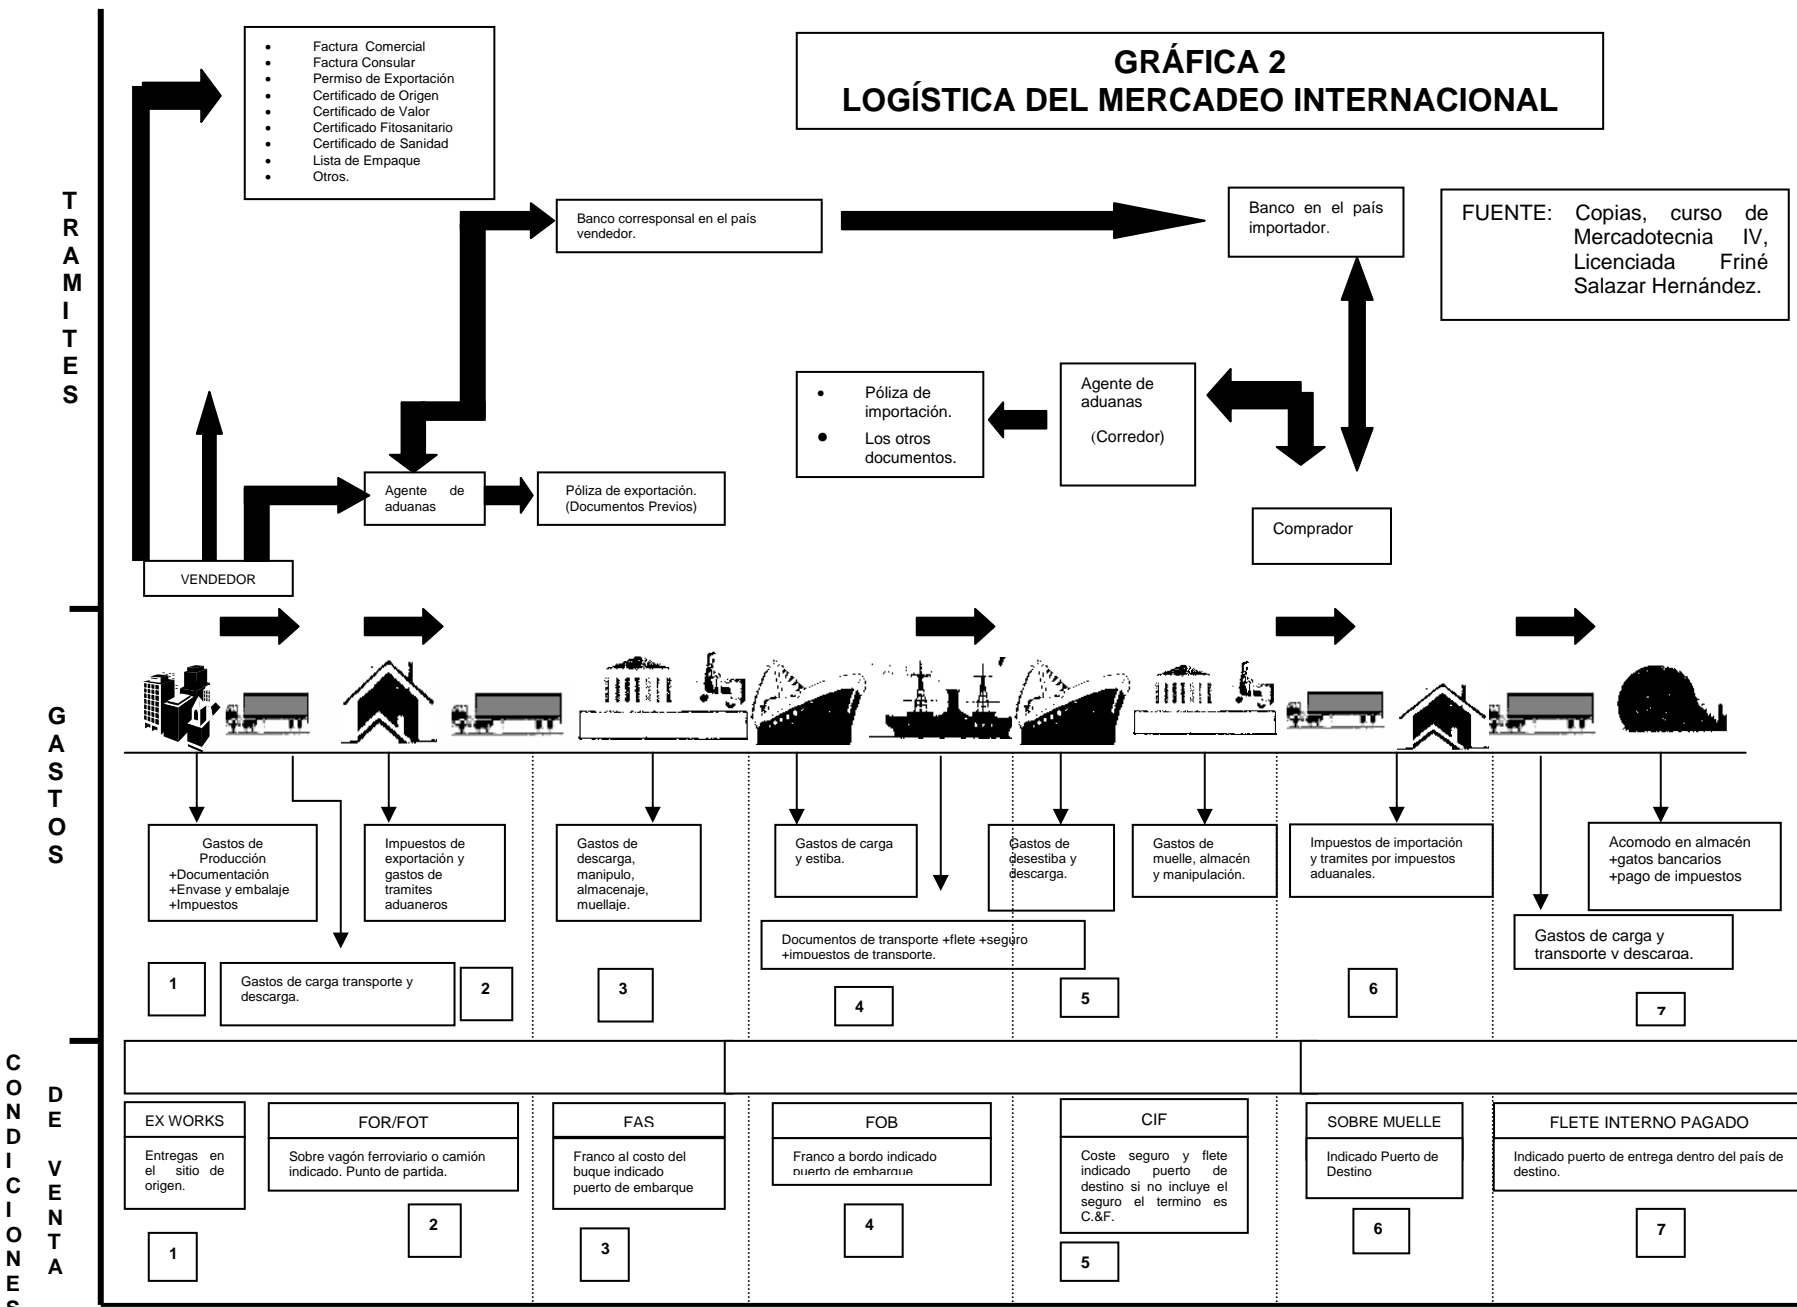 GRÁFICA 2
LOGÍSTICA DEL MERCADEO INTERNACIONAL
TRAMITES
• Factura Comercial
• Factura Consular
• Permiso de Exportación
• Certificado de Origen
• Certificado de Valor
• Certificado Fitosanitario
• Certificado de Sanidad
• Lista de Empaque
• Otros.
Banco corresponsal en el país
vendedor.
Banco en el país
importador.
FUENTE: Copias, curso de
Mercadotecnia IV,
Licenciada Friné
Salazar Hernández.
• Póliza de
importación.
• Los otros
documentos.
Agente de
aduanas
(Corredor)
Agente de
aduanas
Póliza de exportación.
(Documentos Previos)
Comprador
VENDEDOR
GASTOS
Gastos de
Producción
+Documentación
+Envase y embalaje
+Impuestos
Impuestos de
exportación y
gastos de
tramites
aduaneros
Gastos de
descarga,
manipulo,
almacenaje,
muellaje.
Gastos de carga
y estiba.
Gastos de
desestiba y
descarga.
Gastos de
muelle, almacén
y manipulación.
Impuestos de importación
y tramites por impuestos
aduanales.
Acomodo en almacén
+gatos bancarios
+pago de impuestos
Documentos de transporte +flete +seguro
+impuestos de transporte.
Gastos de carga y
transporte y descarga.
Gastos de carga transporte y
descarga.
1
2
3
4
5
6
7
CONDICIONES
DE VENTA
EX WORKS
Entregas en
el sitio de
origen.
1
FOR/FOT
Sobre vagón ferroviario o camión
indicado. Punto de partida.
2
FAS
Franco al costo del
buque indicado
puerto de embarque
3
FOB
Franco a bordo indicado
puerto de embarque
4
CIF
Coste seguro y flete
indicado puerto de
destino si no incluye el
seguro el termino es
C.&F.
5
SOBRE MUELLE
Indicado Puerto de
Destino
6
FLETE INTERNO PAGADO
Indicado puerto de entrega dentro del país de
destino.
7